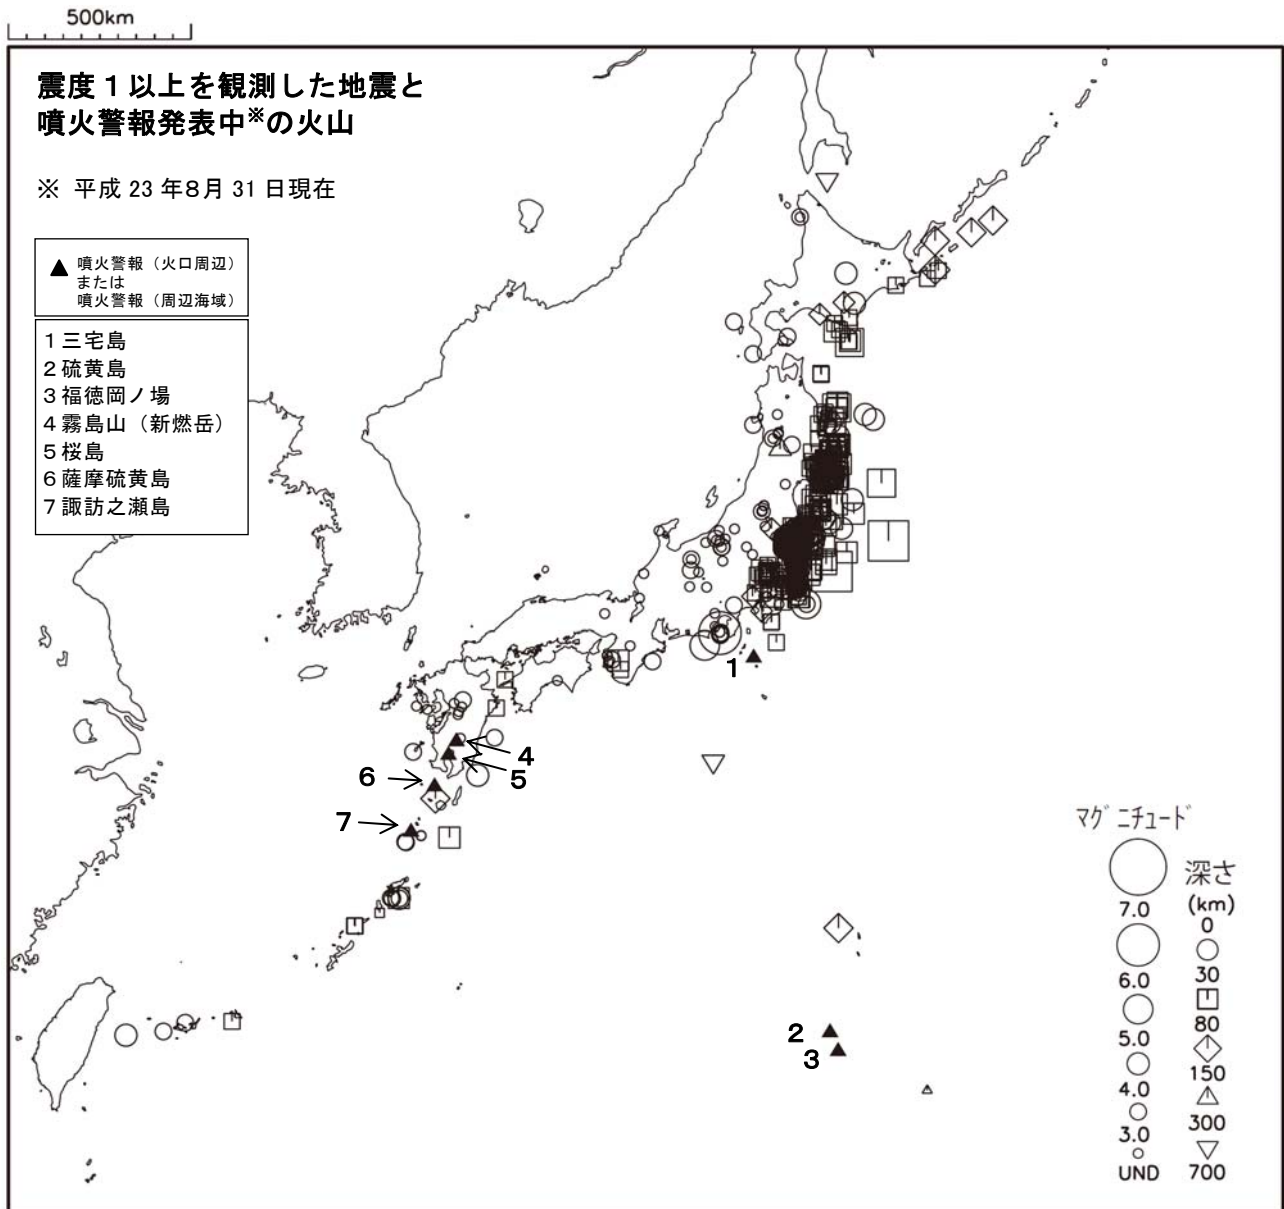 500km
震度１以上を観測した地震と
噴火警報発表中※の火山
※ 平成 23 年8月 31 日現在
▲ 噴火警報（火口周辺）
または
噴火警報（周辺海域）
1 三宅島
2 硫黄島
3 福徳岡ノ場
4 霧島山（新燃岳）
5 桜島
6 薩摩硫黄島
7 諏訪之瀬島
1
4
5
6
7
2
3
マグニチュード
深さ
(km)
7.0
0
6.0
30
5.0
80
4.0
150
3.0
300
UND
700